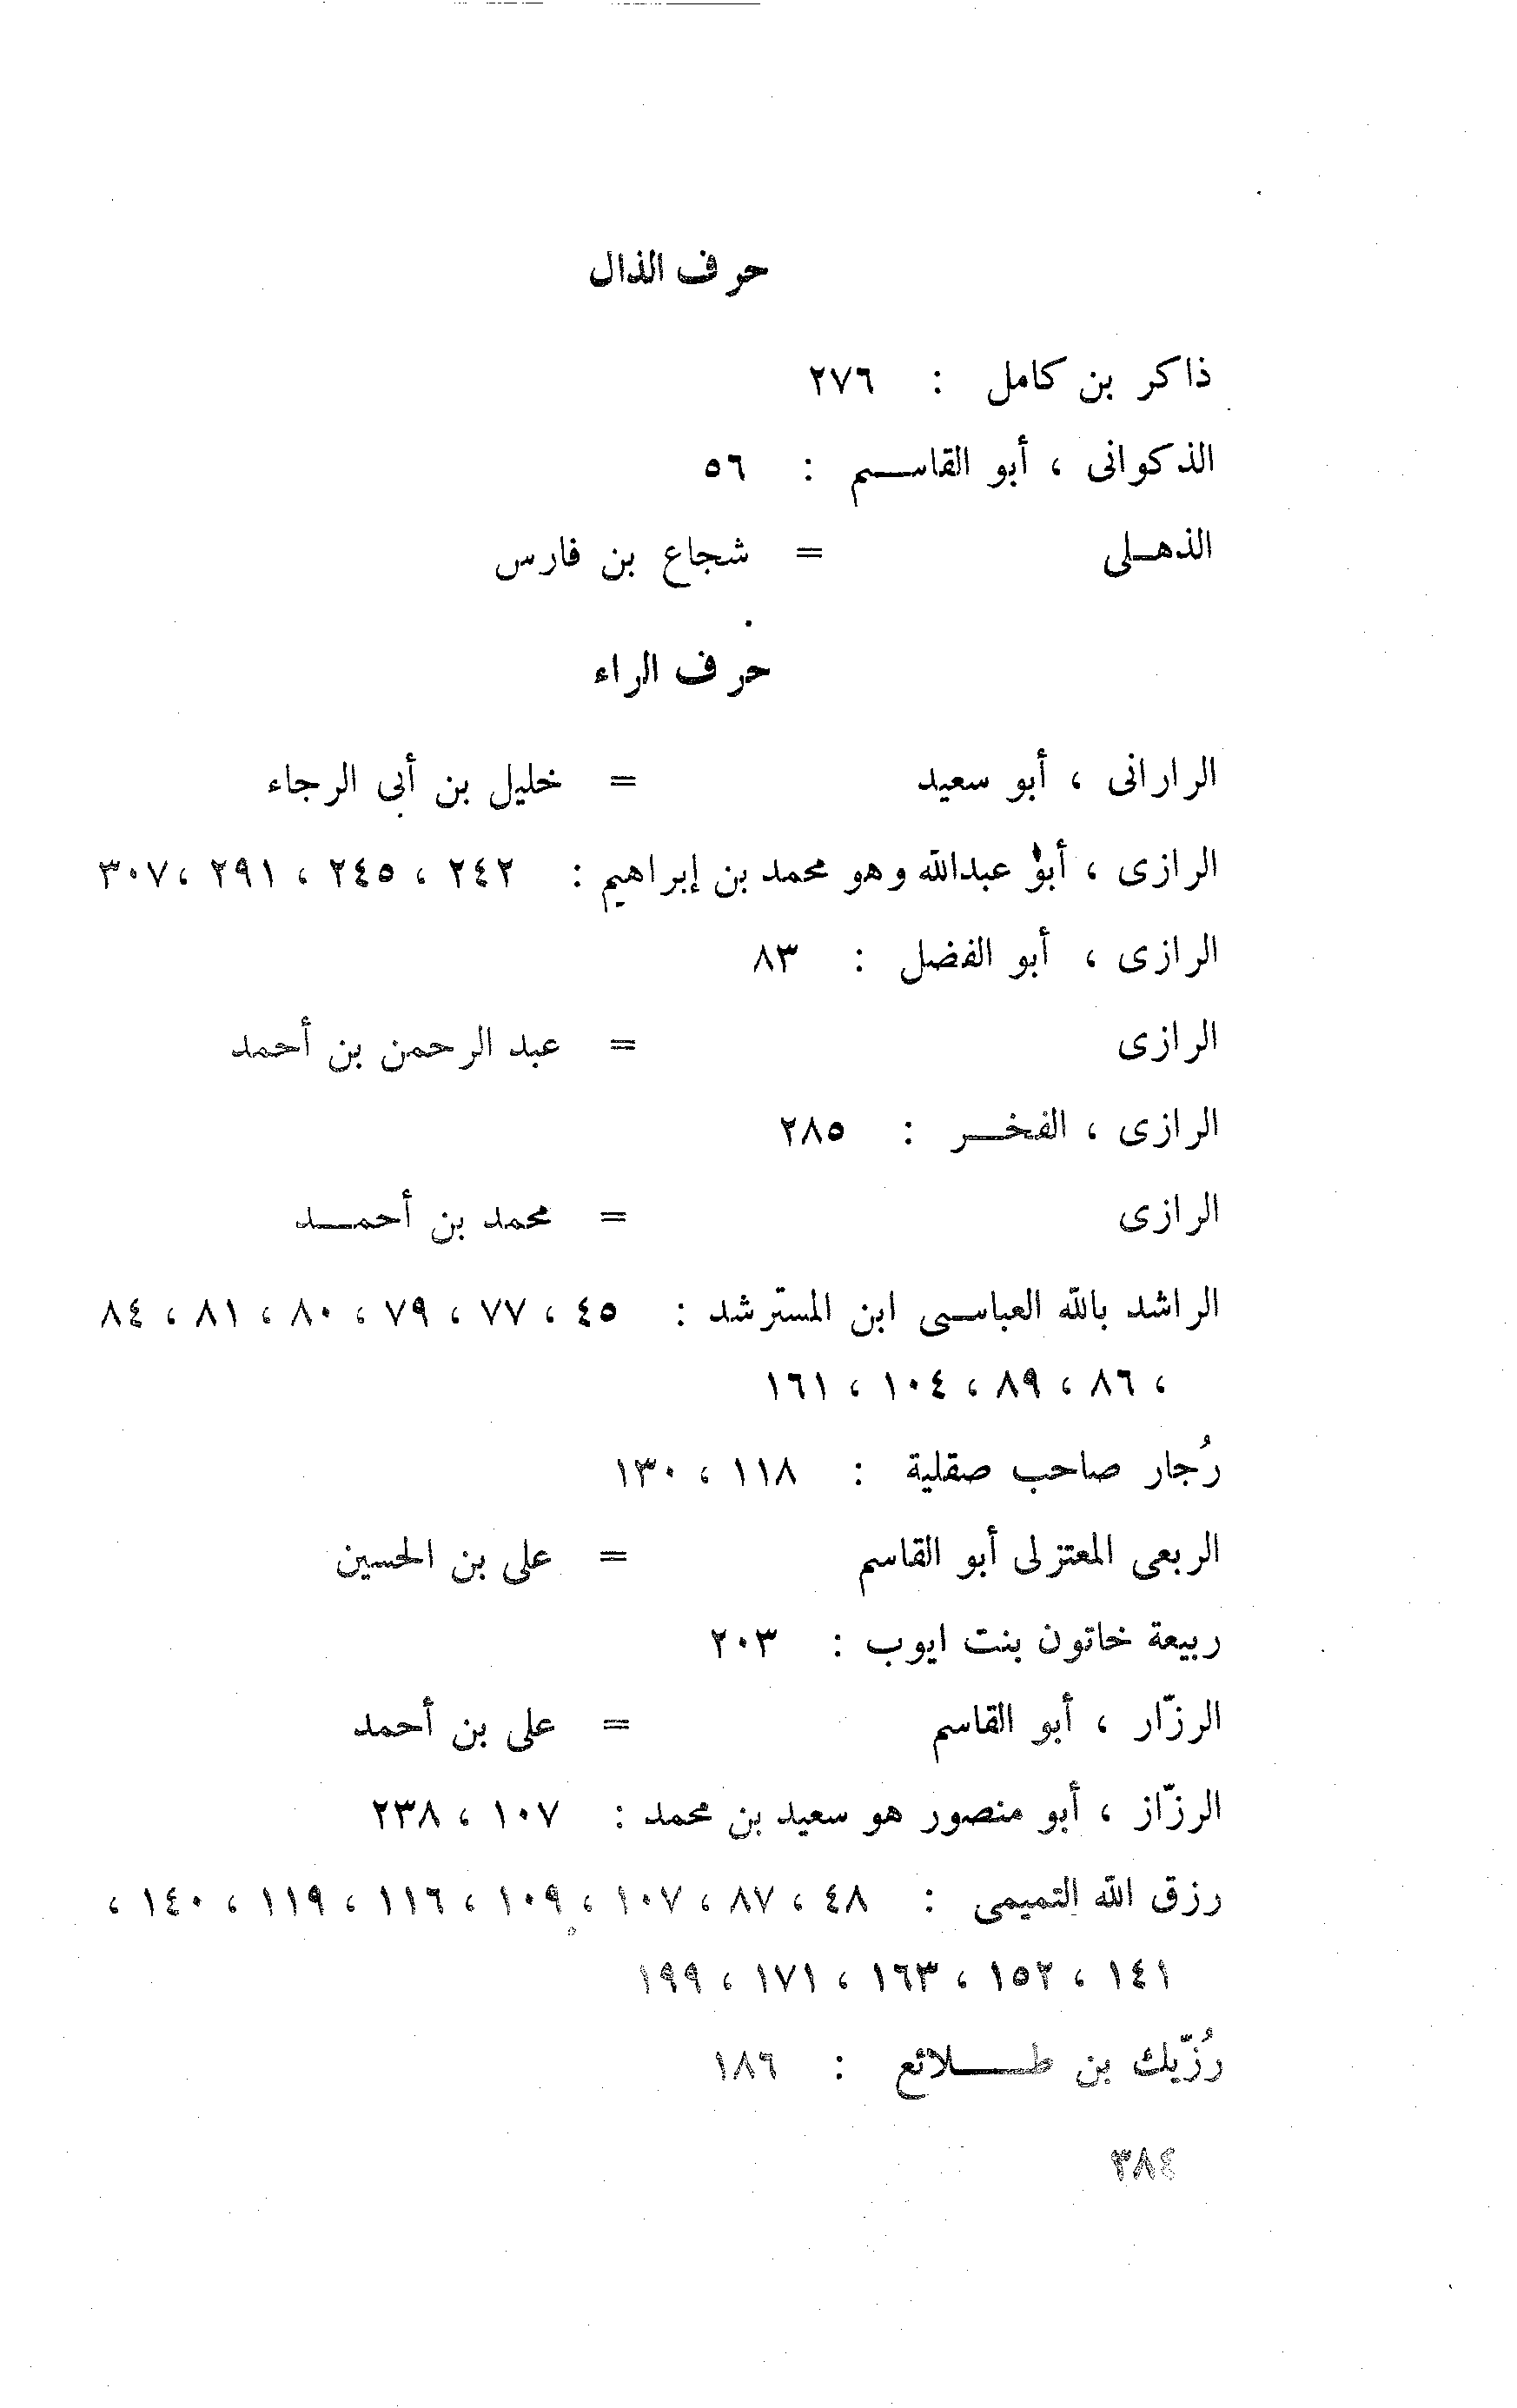 حرف الذال
ذاكر بن كامل : ٢٧٦
الذكوانى ، أبو القاسم : ٥٦
الذهلى = شجاع بن فارس
حرف الراء
الرارانى ، أبو سعيد = خليل بن أبى الرجاء
الرازى ، أبو عبدالله وهو محمد بن إبراهيم : ٢٤٢ ، ٢٤٥ ، ٢٩١ ،٣٠٧
الرازى ، أبو الفضل : ٨٣
الرازى = عبد الرحمن بن أحمد
الرازى ، الفخر : ٢٨٥
الرازى = محمد بن أحمد
الراشد بالله العباسى ابن المسترشد : ٤٥ ، ٧٧ ، ٧٩ ، ٨٠ ، ٨١ ، ٨٤
، ٨٦ ، ٨٩ ، ١٠٤ ، ١٦١
رُجار صاحب صقلية : ١١٨ ، ١٣٠
الربعى المعتزلى أبو القاسم = على بن الحسين
ربيعة خاتون بنت ايوب : ٢٠٣
الرزّار ، أبو القاسم = على بن أحمد
الرزّاز ، أبو منصور هو سعيد بن محمد : ١٠٧ ، ٢٣٨
رزق الله التميمى : ٤٨ ، ٨٧ ، ١٠٧ ، ١٠٩ ، ١١٦ ، ١١٩ ، ١٤٠ ،
١٤١ ، ١٥٢ ، ١٦٣ ، ١٧١ ، ١٩٩
رُزّيك بن طلائع : ١٨٦
٣٨٤